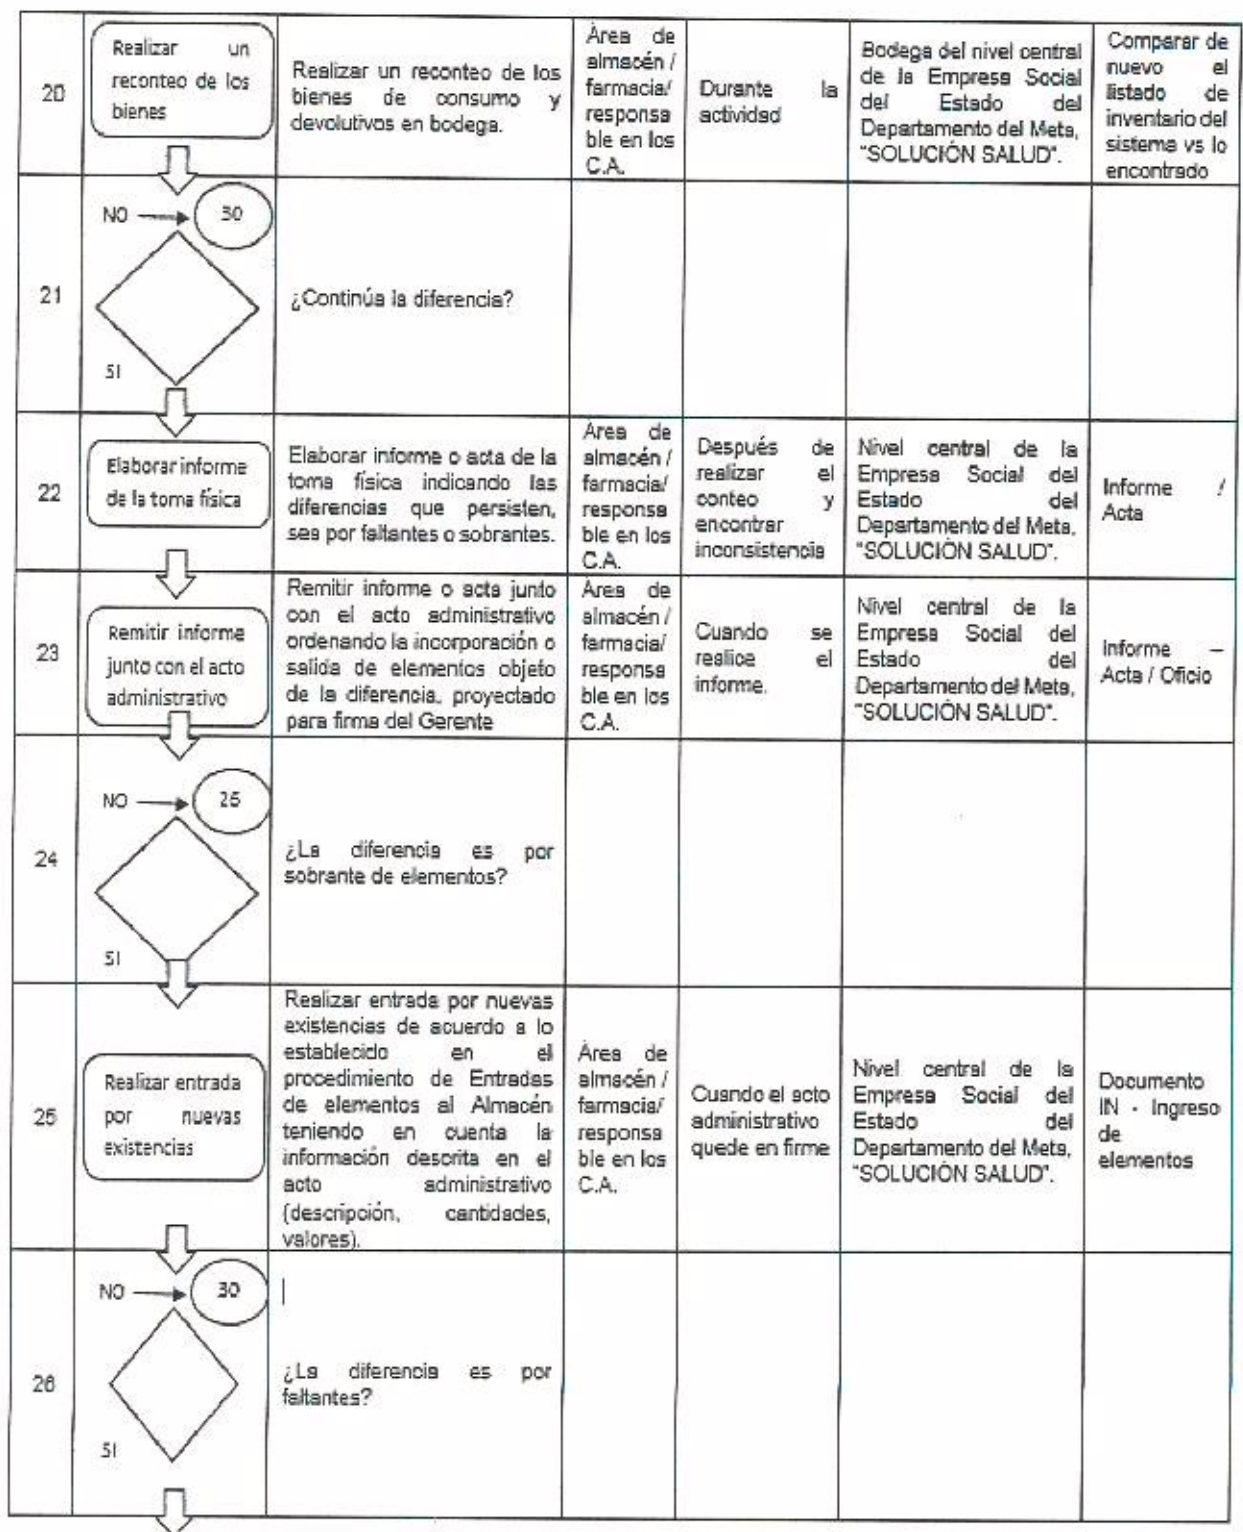 20
Realizar un
reconteo de los
bienes
Realizar un reconteo de los
bienes de consumo y
devolutivos en bodega.
Área de
almacén /
farmacia/
responsa
ble en los
C.A.
Durante la
actividad
Bodega del nivel central
de la Empresa Social
del Estado del
Departamento del Meta,
"SOLUCIÓN SALUD".
Comparar de
nuevo el
listado de
inventario del
sistema vs lo
encontrado
21
NO
30
SI
¿Continúa la diferencia?
22
Elaborar informe
de la toma física
Elaborar informe o acta de la
toma física indicando las
diferencias que persisten,
sea por faltantes o sobrantes.
Área de
almacén /
farmacia/
responsa
ble en los
C.A.
Después de
realizar el
conteo y
encontrar
inconsistencia
Nivel central de la
Empresa Social del
Estado del
Departamento del Meta,
"SOLUCIÓN SALUD".
Informe /
Acta
23
Remitir informe
junto con el acto
administrativo
Remitir informe o acta junto
con el acto administrativo
ordenando la incorporación o
salida de elementos objeto
de la diferencia, proyectado
para firma del Gerente
Área de
almacén /
farmacia/
responsa
ble en los
C.A.
Cuando se
realice el
informe.
Nivel central de la
Empresa Social del
Estado del
Departamento del Meta,
"SOLUCIÓN SALUD".
Informe –
Acta / Oficio
24
NO
26
SI
¿La diferencia es por
sobrante de elementos?
25
Realizar entrada
por nuevas
existencias
Realizar entrada por nuevas
existencias de acuerdo a lo
establecido en el
procedimiento de Entradas
de elementos al Almacén
teniendo en cuenta la
información descrita en el
acto administrativo
(descripción, cantidades,
valores).
Área de
almacén /
farmacia/
responsa
ble en los
C.A.
Cuando el acto
administrativo
quede en firme
Nivel central de la
Empresa Social del
Estado del
Departamento del Meta,
"SOLUCIÓN SALUD".
Documento
IN - Ingreso
de
elementos
26
NO
30
SI
¿La diferencia es por
faltantes?